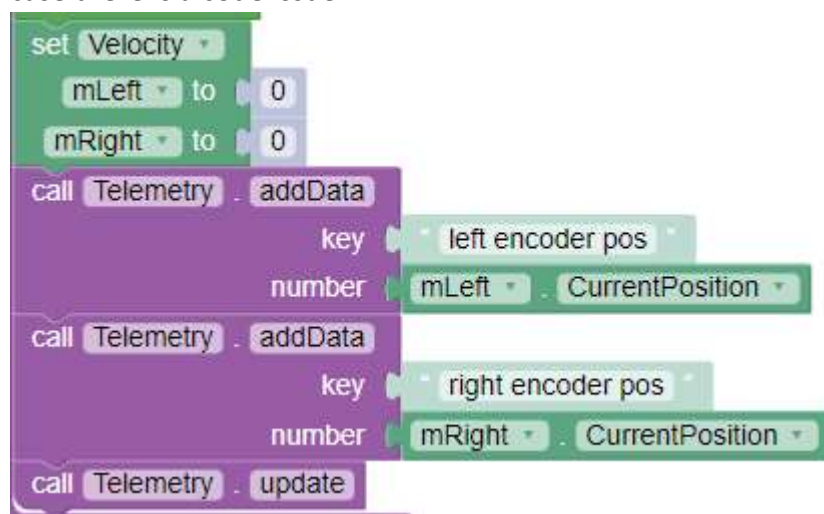 set Velocity
mLeft to 0
mRight to 0
call Telemetry . addData
key “ left encoder pos ”
number mLeft . CurrentPosition
call Telemetry . addData
key “ right encoder pos ”
number mRight . CurrentPosition
call Telemetry . update